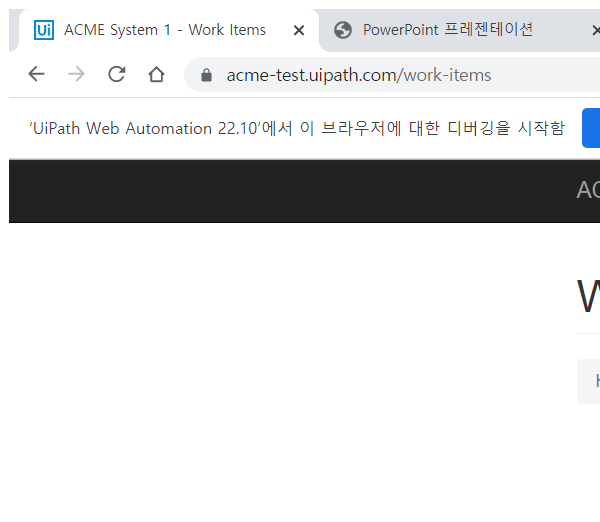 Ui ACME System 1 - Work Items PowerPoint 프레젠테이션
acme-test.uipath.com/work-items
'UiPath Web Automation 22.10'에서 이 브라우저에 대한 디버깅을 시작함
AC
W